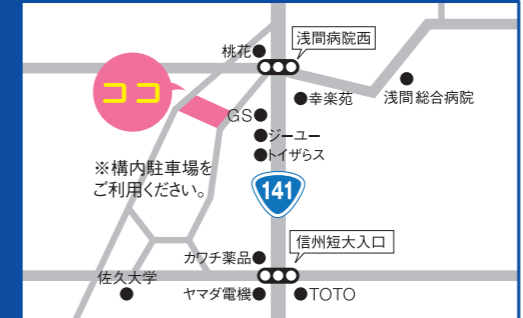 浅間病院西
桃花
ココ
幸楽苑
浅間総合病院
GS
ジーユー
トイザらス
※構内駐車場を
ご利用ください。
141
信州短大入口
カワチ薬品
佐久大学
ヤマダ電機
TOTO